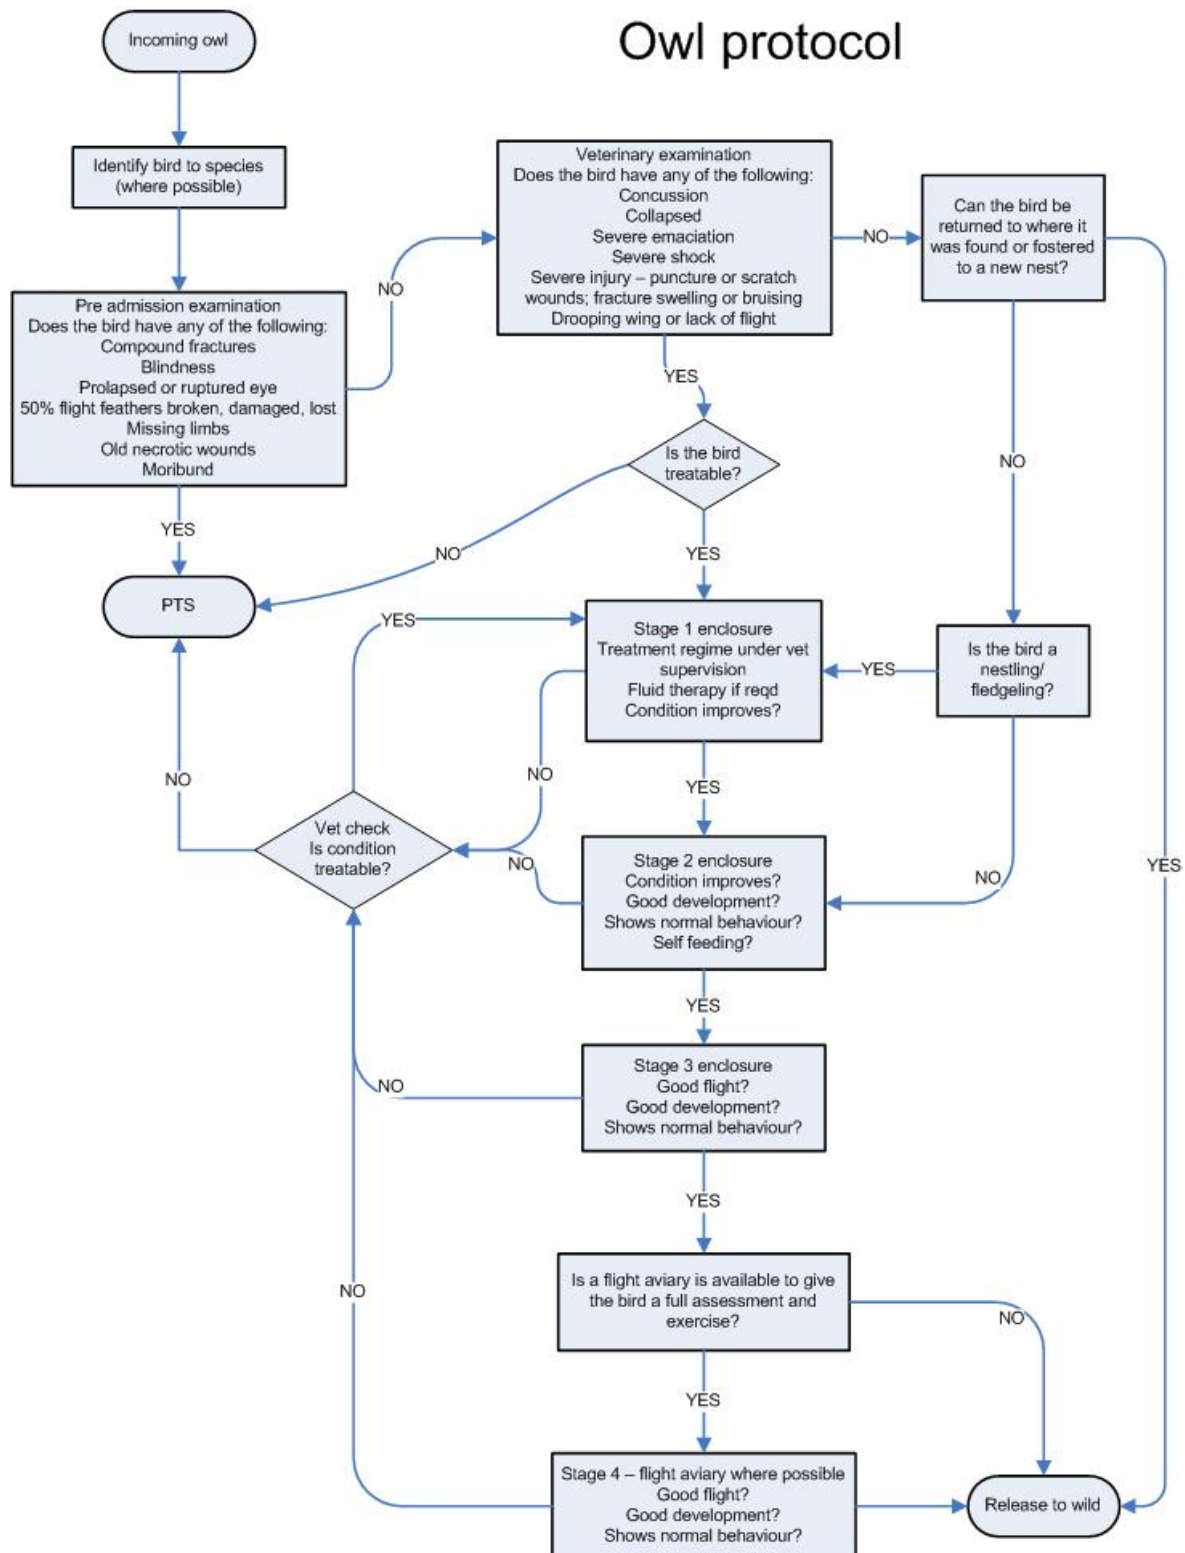 Owl protocol
Incoming owl
Identify bird to species
(where possible)
Pre admission examination
Does the bird have any of the following:
Compound fractures
Blindness
Prolapsed or ruptured eye
50% flight feathers broken, damaged, lost
Missing limbs
Old necrotic wounds
Moribund
NO
YES
PTS
Veterinary examination
Does the bird have any of the following:
Concussion
Collapsed
Severe emaciation
Severe shock
Severe injury – puncture or scratch
wounds; fracture swelling or bruising
Drooping wing or lack of flight
NO
YES
Can the bird be
returned to where it
was found or fostered
to a new nest?
NO
YES
Is the bird
treatable?
NO
YES
Is the bird a
nestling/
fledgeling?
YES
NO
Stage 1 enclosure
Treatment regime under vet
supervision
Fluid therapy if reqd
Condition improves?
NO
YES
Vet check
Is condition
treatable?
YES
NO
Stage 2 enclosure
Condition improves?
Good development?
Shows normal behaviour?
Self feeding?
NO
YES
Stage 3 enclosure
Good flight?
Good development?
Shows normal behaviour?
NO
YES
Is a flight aviary is available to give
the bird a full assessment and
exercise?
NO
YES
Stage 4 – flight aviary where possible
Good flight?
Good development?
Shows normal behaviour?
NO
Release to wild